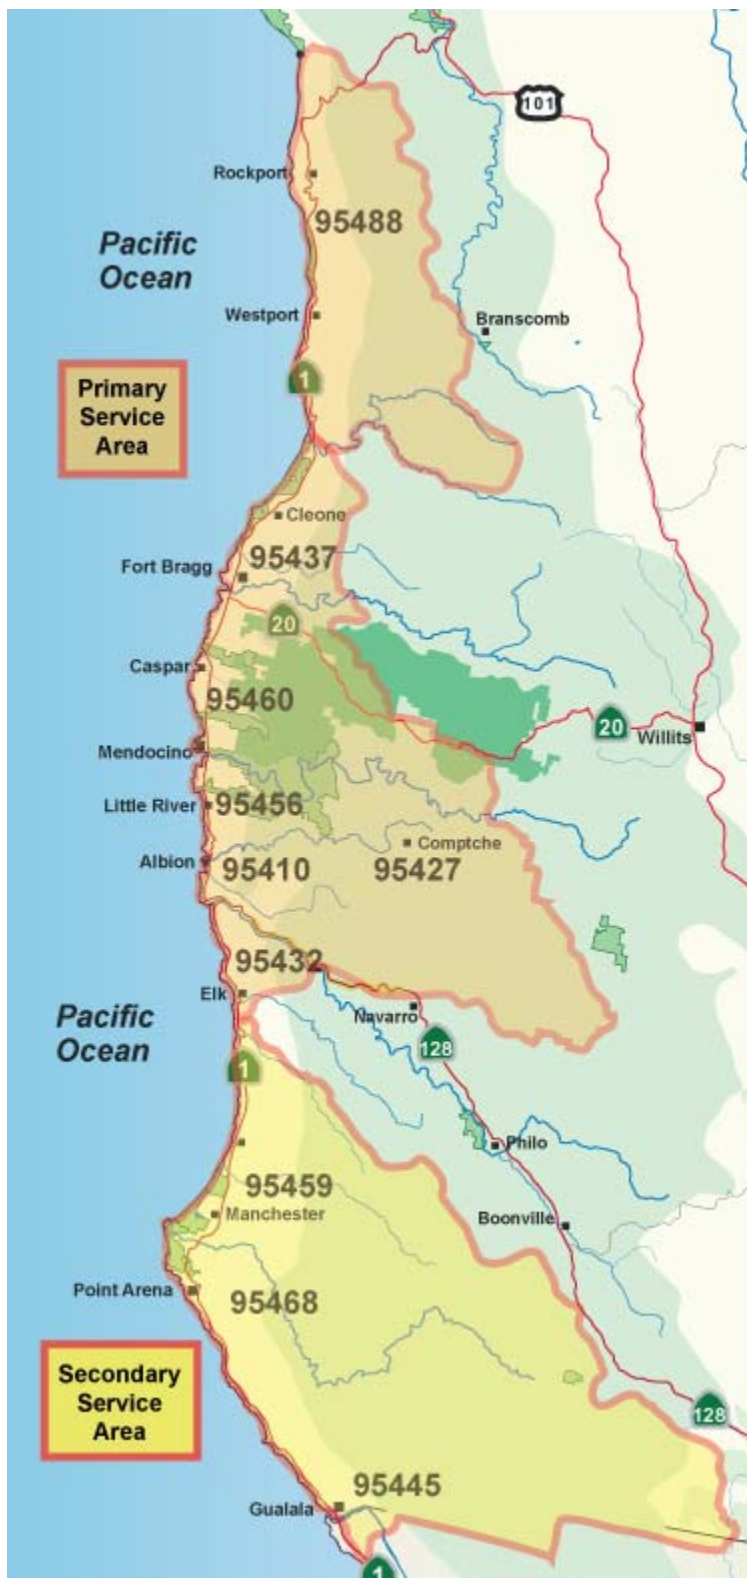 101
Rockport
95488
Pacific
Ocean
Westport
Branscomb
1
Primary
Service
Area
Cleone
95437
Fort Bragg
20
Caspar
95460
20
Willits
Mendocino
Little River
95456
Comptche
Albion
95410
95427
95432
Elk
Navarro
Pacific
Ocean
128
1
Philo
95459
Manchester
Boonville
Point Arena
95468
Secondary
Service
Area
128
95445
Gualala
1